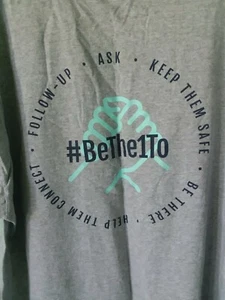 ASK · KEEP THEM SAFE · BE THERE · HELP THEM CONNECT · FOLLOW-UP ·
#BeThe1To